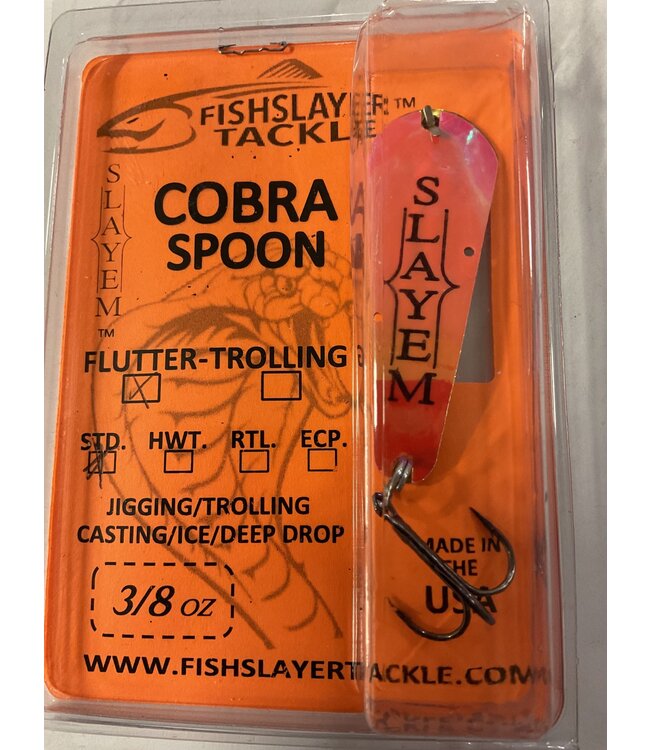 FISHSLAYER™
TACKLE
SLAYEM™
COBRA
SPOON
FLUTTER-TROLLING
STD. HWT. RTL. ECP.
JIGGING/TROLLING
CASTING/ICE/DEEP DROP
3/8 OZ
WWW.FISHSLAYERTACKLE.COM
SLAYEM
MADE IN
THE
USA